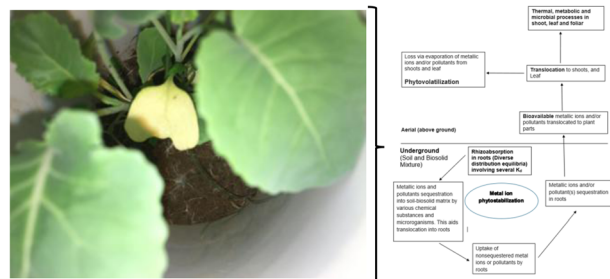 Thermal, metabolic and
microbial processes in
shoot, leaf and foliar
Loss via evaporation of metallic
ions and/or pollutants from
shoots and leaf
Phytovolitilization
Translocation to shoots, and
Leaf
Bioavailable metallic ions and/or
pollutants translocated to plant
parts
Aerial (above ground)
Underground
(Soil and Biosolid
Mixture)
Rhizoabsorption
in roots (Diverse
distribution equilibria)
involving several Kd
Metallic ions and
pollutants sequestration
into soil-biosolid matrix by
various chemical
substances and
microorganisms. This aids
translocation into roots
Metal ion
phytostabilization
Metallic ions and/or
pollutant(s) sequestration
in roots
Uptake of
nonsequestered metal
ions or pollutants by
roots